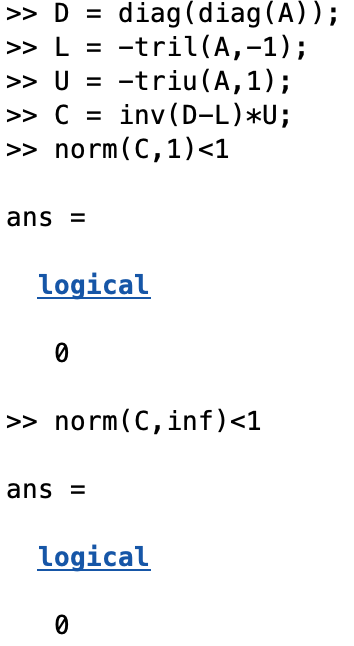 >> D = diag(diag(A));
>> L = -tril(A,-1);
>> U = -triu(A,1);
>> C = inv(D-L)*U;
>> norm(C,1)<1
ans =
logical
0
>> norm(C,inf)<1
ans =
logical
0